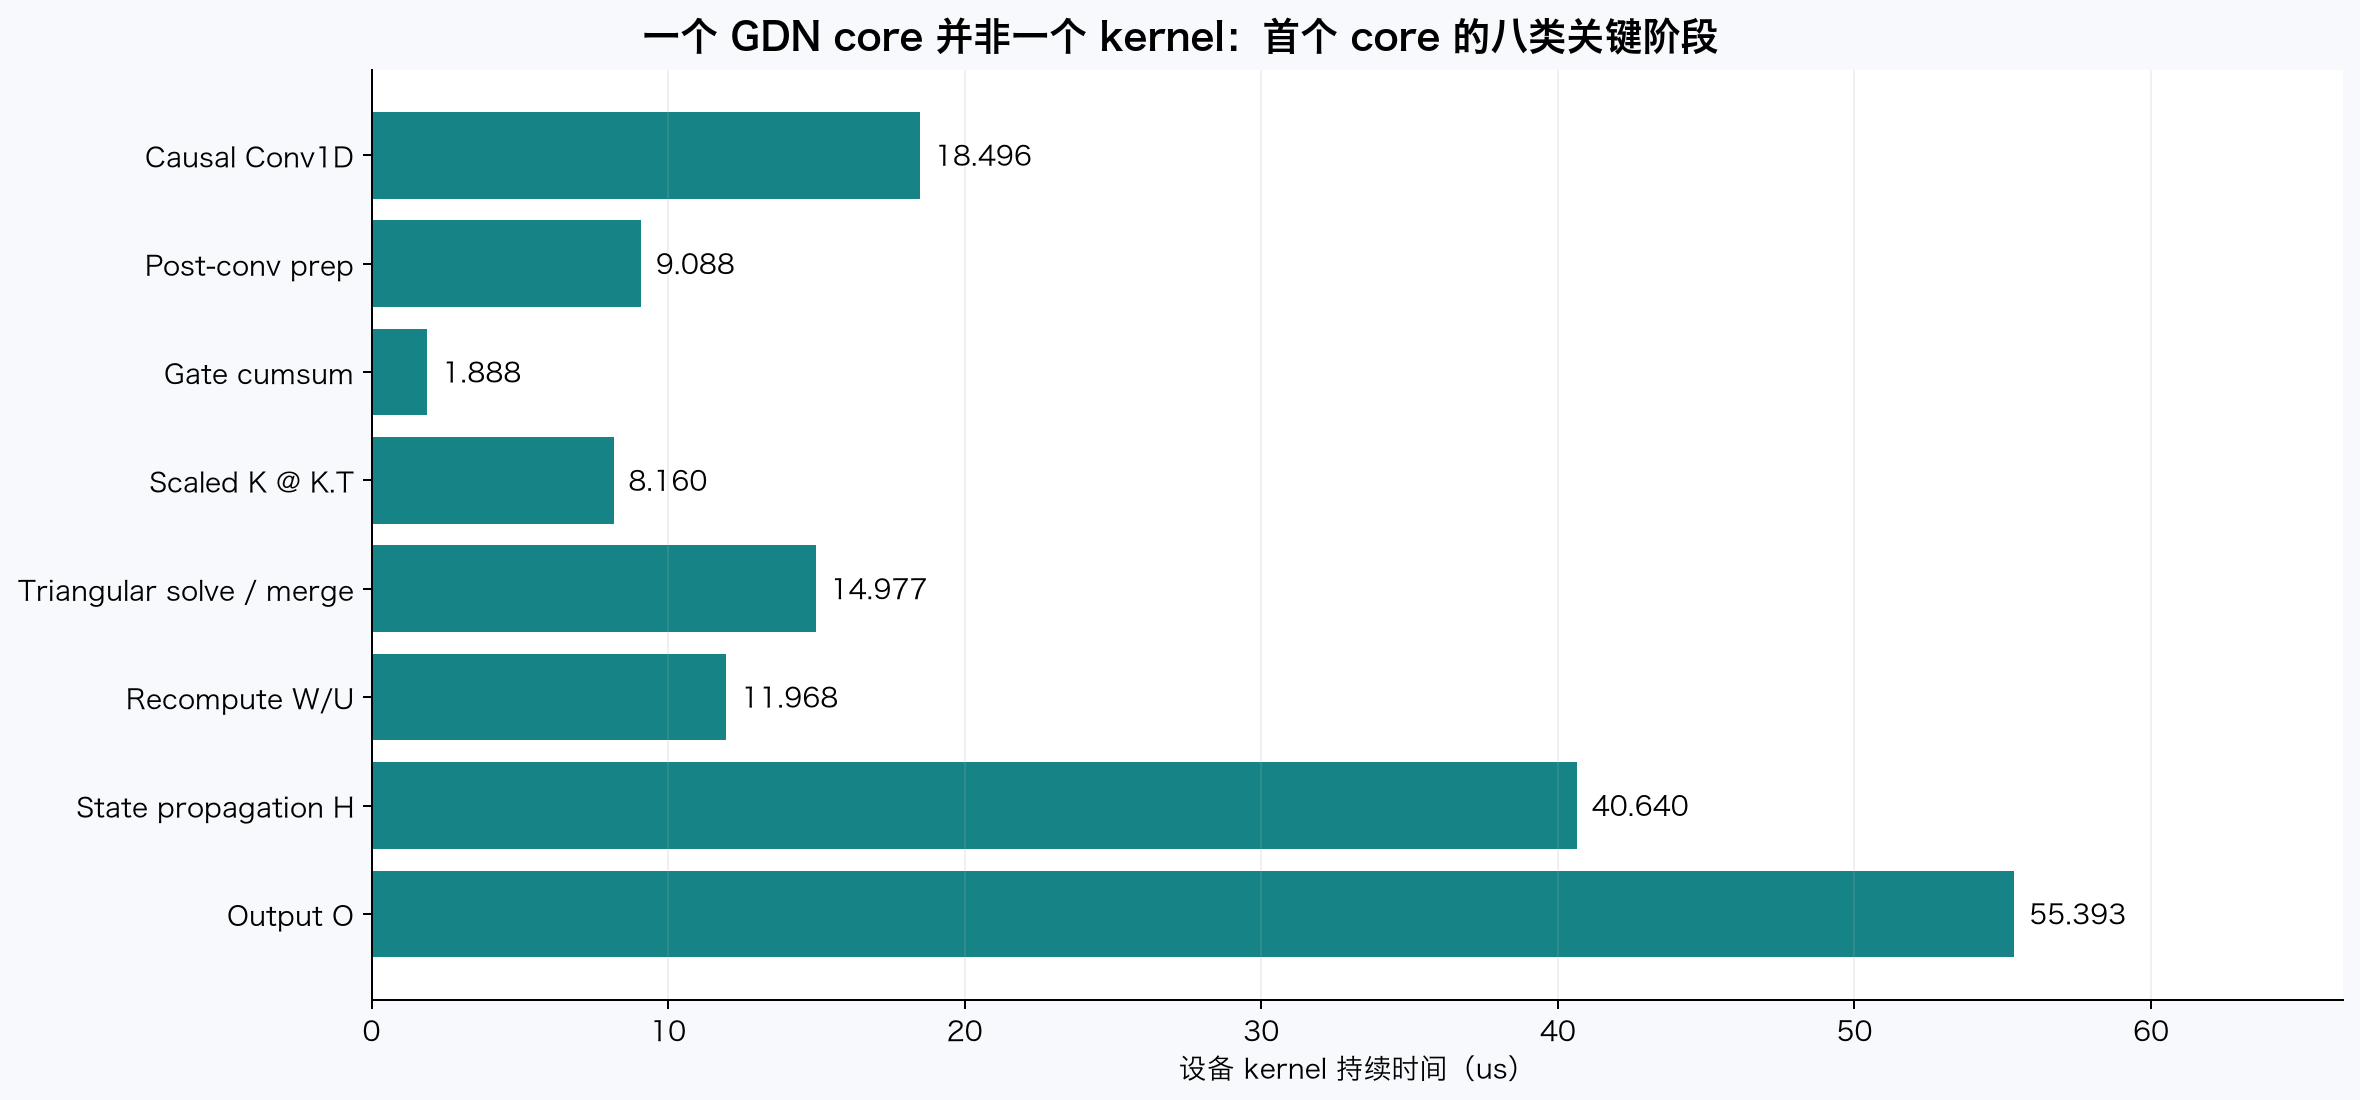 一个 GDN core 并非一个 kernel：首个 core 的八类关键阶段
Causal Conv1D
18.496
Post-conv prep
9.088
Gate cumsum
1.888
Scaled K @ K.T
8.160
Triangular solve / merge
14.977
Recompute W/U
11.968
State propagation H
40.640
Output O
55.393
0 10 20 30 40 50 60
设备 kernel 持续时间（us）